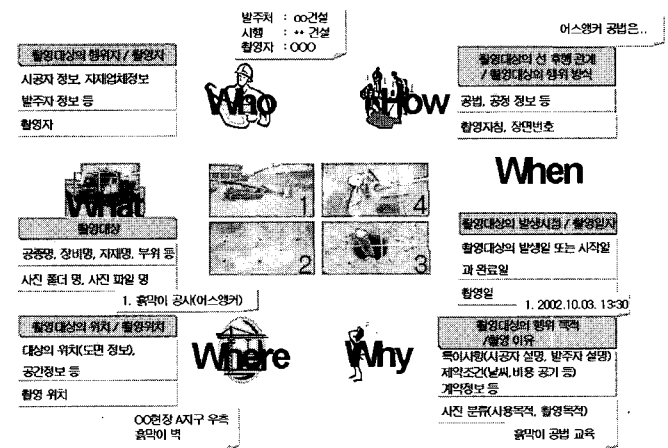 발주처 : oo건설
시행 : ** 건설
촬영자 : OOO
어스앵커 공법은..
촬영대상의 행위자 / 촬영자
시공자 정보, 자재업체정보
발주자 정보 등
촬영자
Who
How
촬영대상의 선 후행 관계
/ 촬영대상의 행위 방식
공법, 공정 정보 등
촬영지침, 장면번호
What
촬영대상
공종명, 장비명, 자재명, 부위 등
사진 폴더 명, 사진 파일 명
1. 흙막이 공사(어스앵커)
1
4
2
3
When
촬영대상의 발생시점 / 촬영일자
촬영대상의 발생일 또는 시작일
과 완료일
촬영일
1. 2002.10.03. 13:30
촬영대상의 위치 / 촬영위치
대상의 위치(도면 정보),
공간정보 등
촬영 위치
OO현장 A지구 우측
흙막이 벽
Where
Why
촬영대상의 행위 목적
/촬영 이유
특이사항(시공자 설명, 발주자 설명)
제약조건(날씨, 비용 공기 등)
계약정보 등
사진 분류(사용목적, 촬영목적)
흙막이 공법 교육